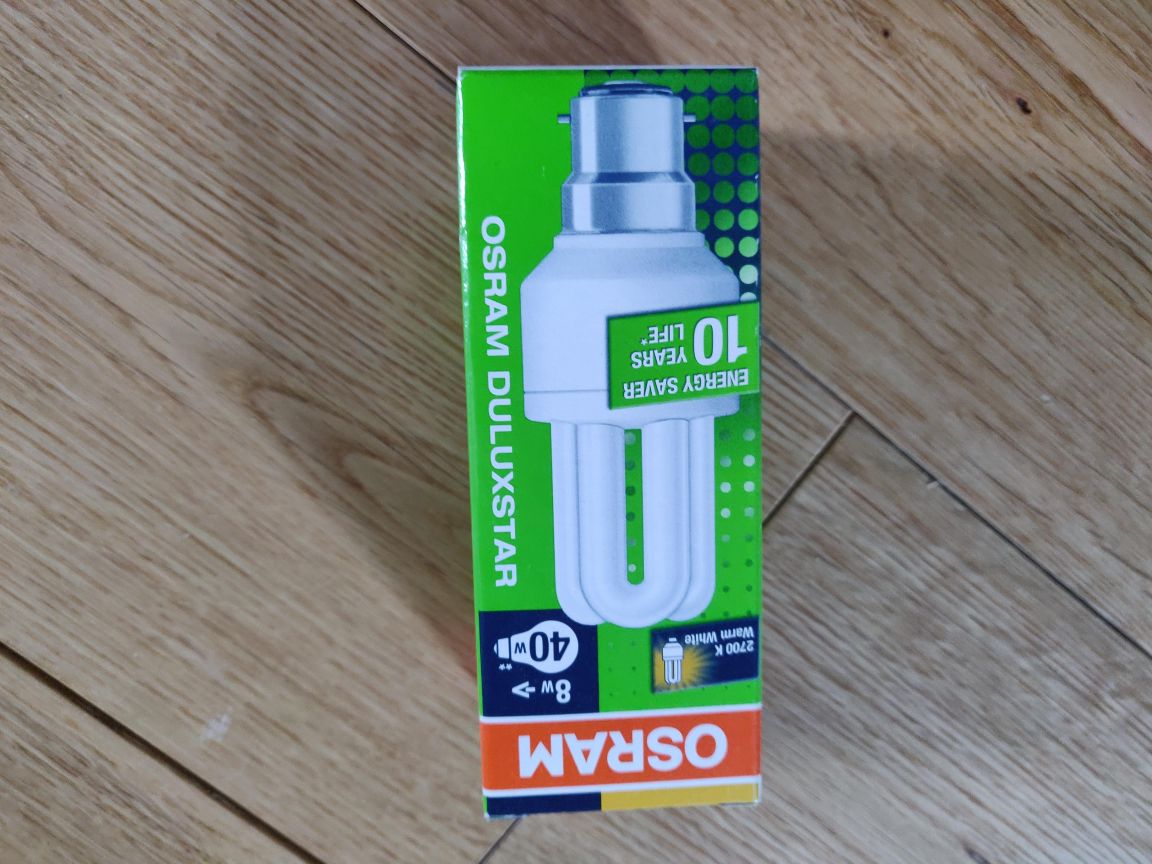 OSRAM
8W →
40W**
2700 K
Warm White
ENERGY SAVER
10 YEARS
LIFE*
OSRAM DULUXSTAR